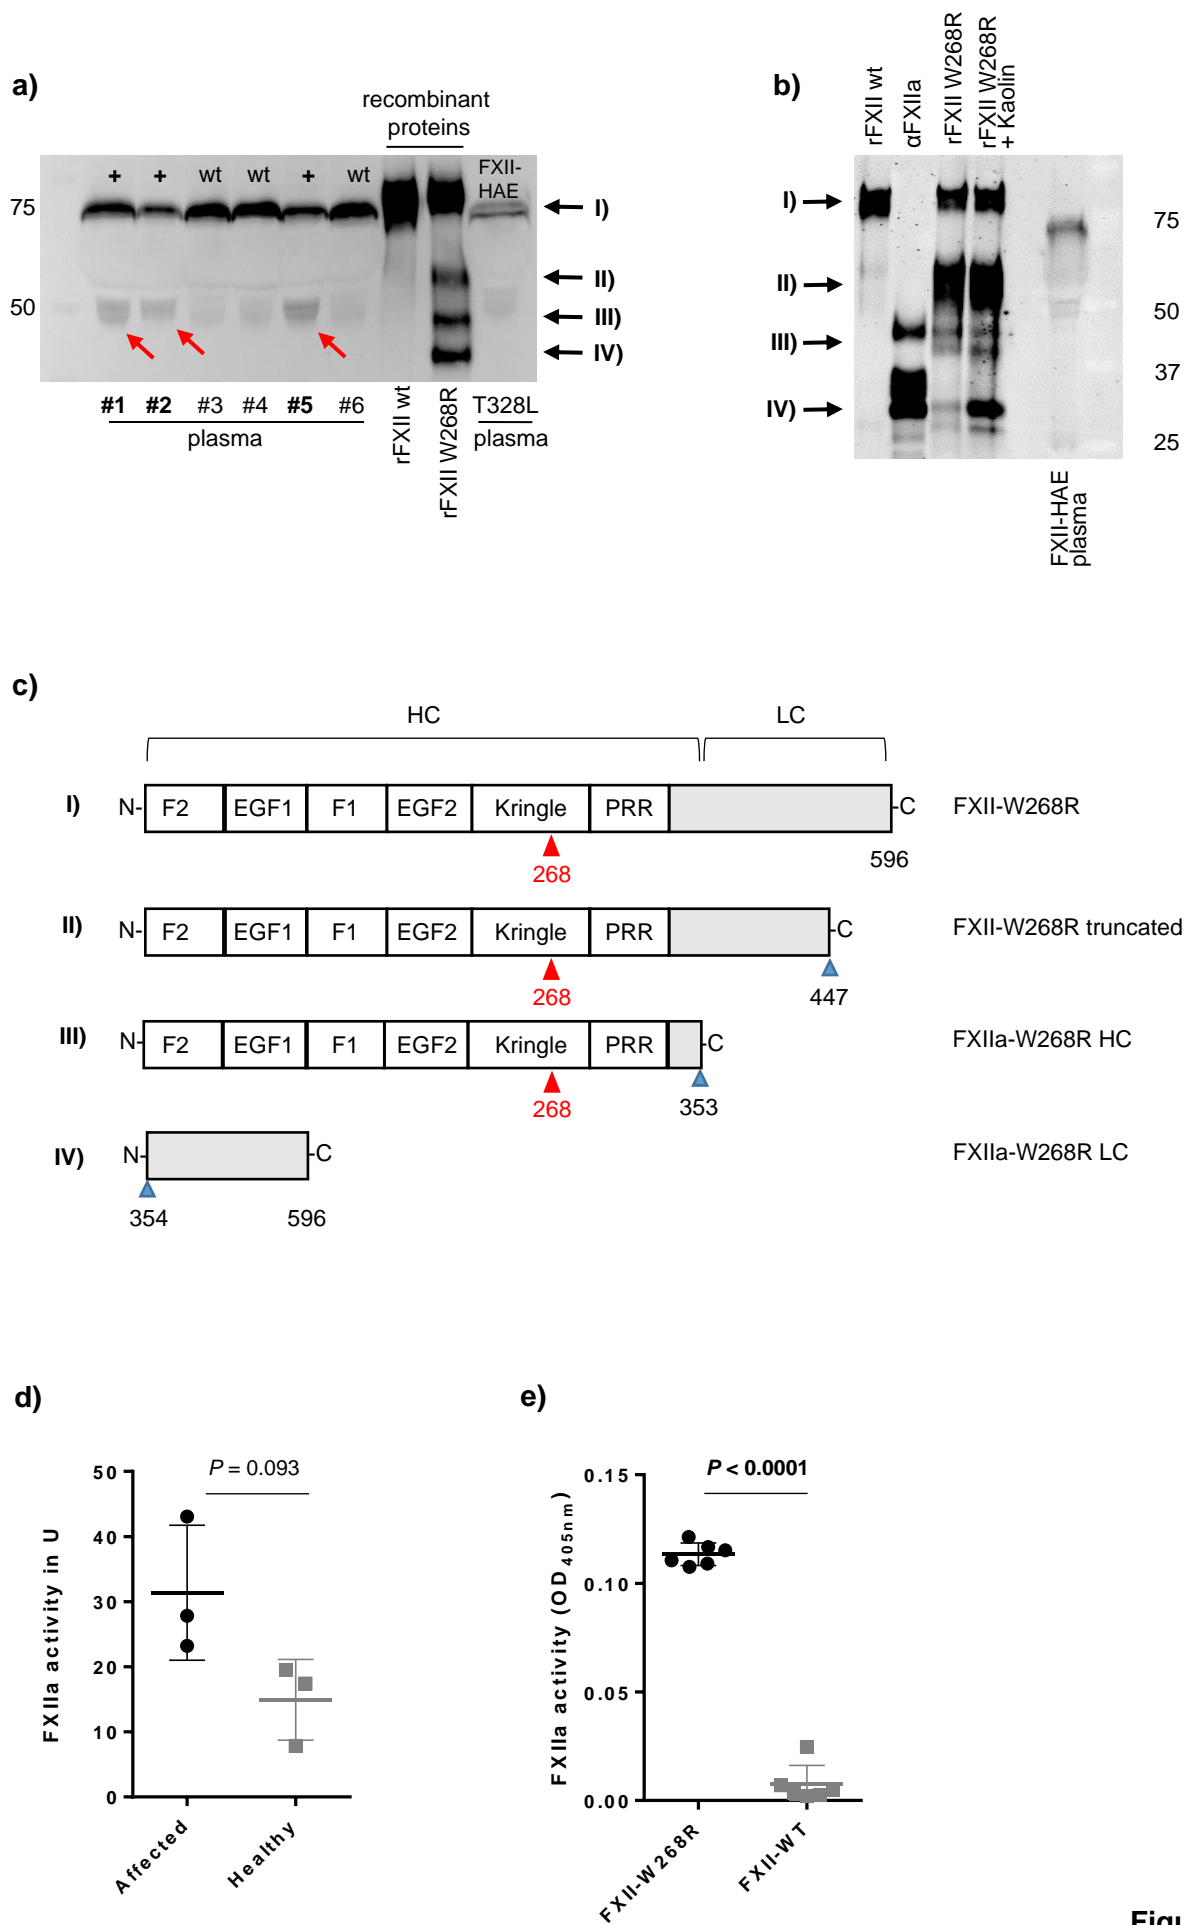 a)
recombinant
proteins
+ + wt wt + wt
FXII-
HAE
75
50
I)
II)
III)
IV)
#1 #2 #3 #4 #5 #6
plasma
rFXII wt
rFXII W268R
T328L
plasma
b)
rFXII wt
αFXIIa
rFXII W268R
rFXII W268R
+ Kaolin
I)
II)
III)
IV)
75
50
37
25
FXII-HAE
plasma
c)
HC LC
I) N- F2 EGF1 F1 EGF2 Kringle PRR -C FXII-W268R
268 596
II) N- F2 EGF1 F1 EGF2 Kringle PRR -C FXII-W268R truncated
268 447
III) N- F2 EGF1 F1 EGF2 Kringle PRR -C FXIIa-W268R HC
268 353
IV) N- -C FXIIa-W268R LC
354 596
d)
P = 0.093
FXIIa activity in U
50
40
30
20
10
0
Affected
Healthy
e)
P < 0.0001
FXIIa activity (OD405nm)
0.15
0.10
0.05
0.00
FXII-W268R
FXII-WT